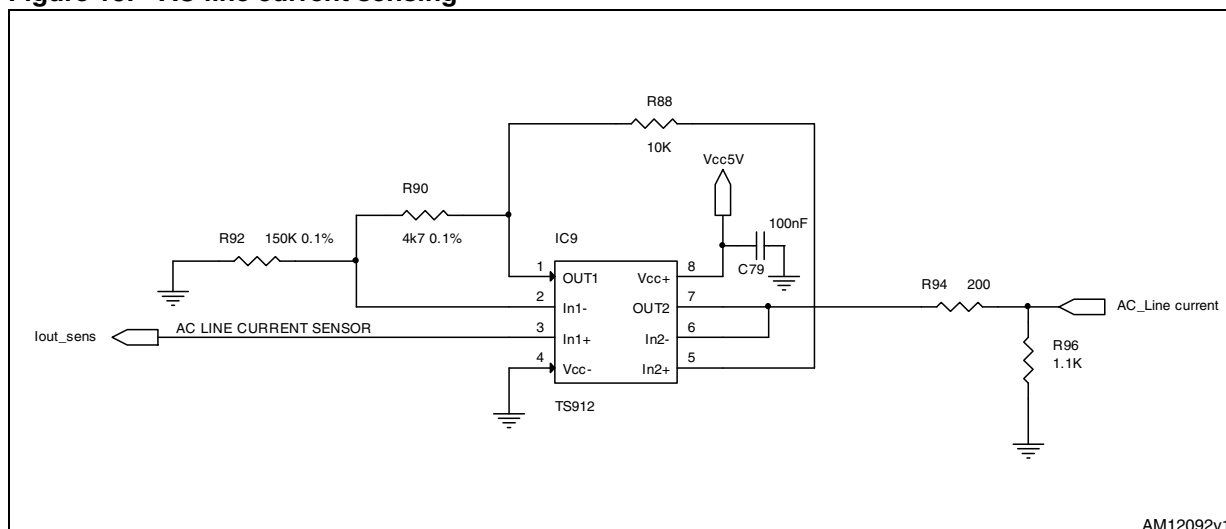 Figure 18. AC line current sensing
R88
10K
Vcc5V
R90
4k7 0.1%
100nF
C79
R92 150K 0.1%
IC9
1 OUT1 Vcc+ 8
2 In1- OUT2 7
3 In1+ In2- 6
4 Vcc- In2+ 5
TS912
Iout_sens
AC LINE CURRENT SENSOR
R94 200
AC_Line current
R96
1.1K
AM12092v1